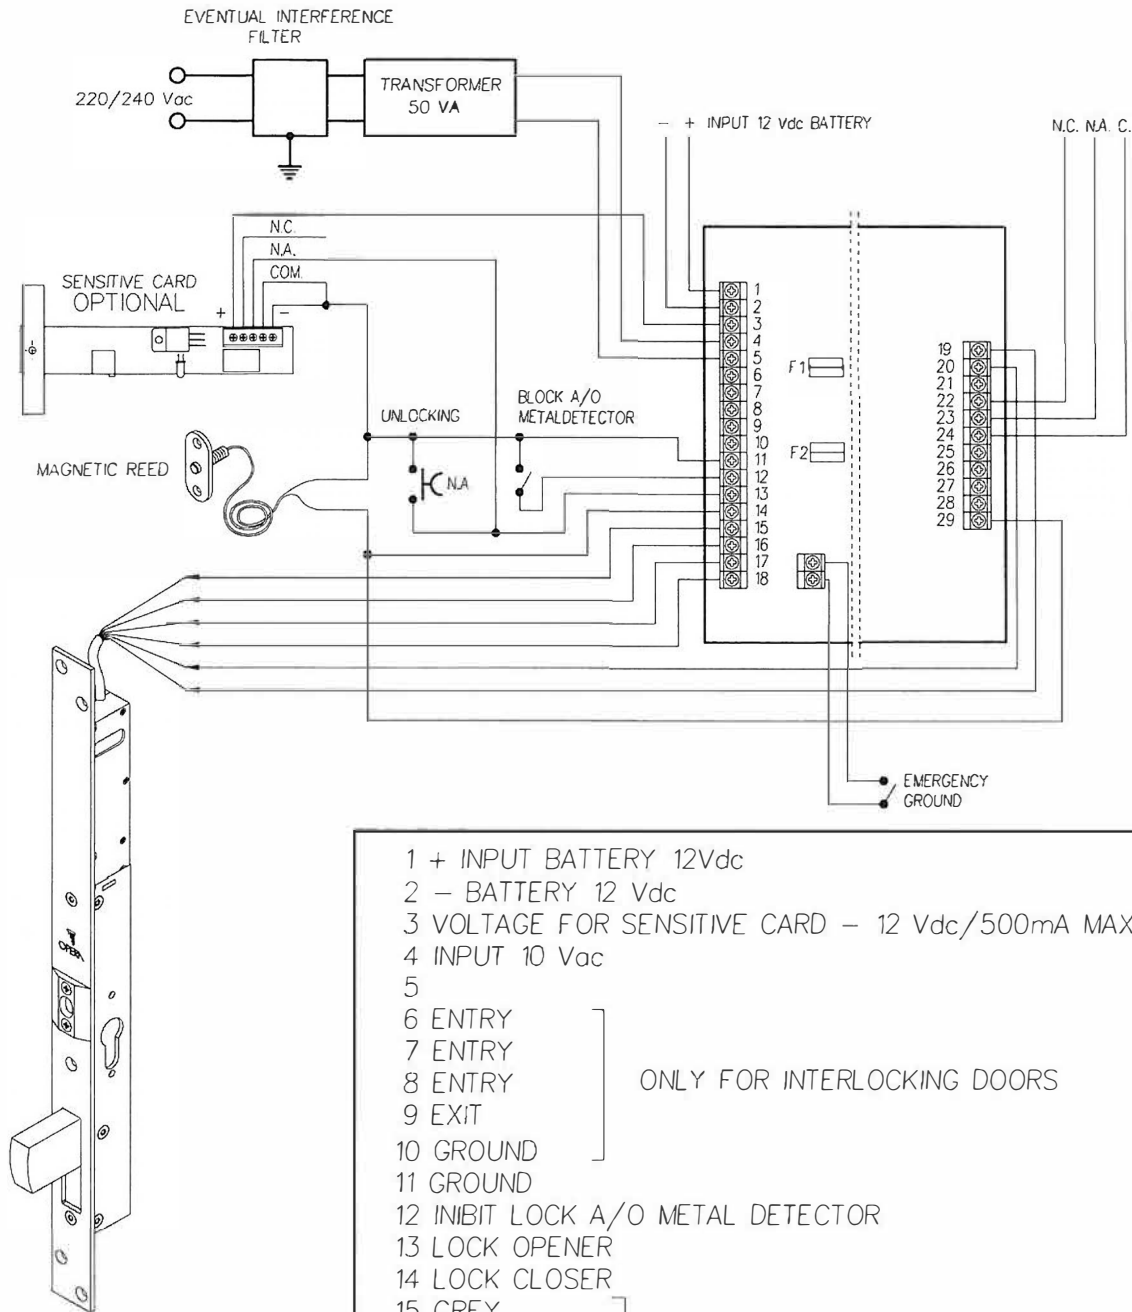 EVENTUAL INTERFERENCE
FILTER
220/240 Vac
TRANSFORMER
50 VA
- + INPUT 12 Vdc BATTERY
N.C. N.A. C.
N.C.
N.A.
COM.
SENSITIVE CARD
OPTIONAL
+ -
1
2
3
4
5
6
7
8
9
10
11
12
13
14
15
16
17
18
F1
F2
19
20
21
22
23
24
25
26
27
28
29
UNLOCKING
BLOCK A/O
METALDETECTOR
MAGNETIC REED
N.A
EMERGENCY
GROUND
OPERA
1 + INPUT BATTERY 12Vdc
2 - BATTERY 12 Vdc
3 VOLTAGE FOR SENSITIVE CARD - 12 Vdc/500mA MAX
4 INPUT 10 Vac
5
6 ENTRY
7 ENTRY
8 ENTRY
9 EXIT
10 GROUND
ONLY FOR INTERLOCKING DOORS
11 GROUND
12 INIBIT LOCK A/O METAL DETECTOR
13 LOCK OPENER
14 LOCK CLOSER
15 GREY